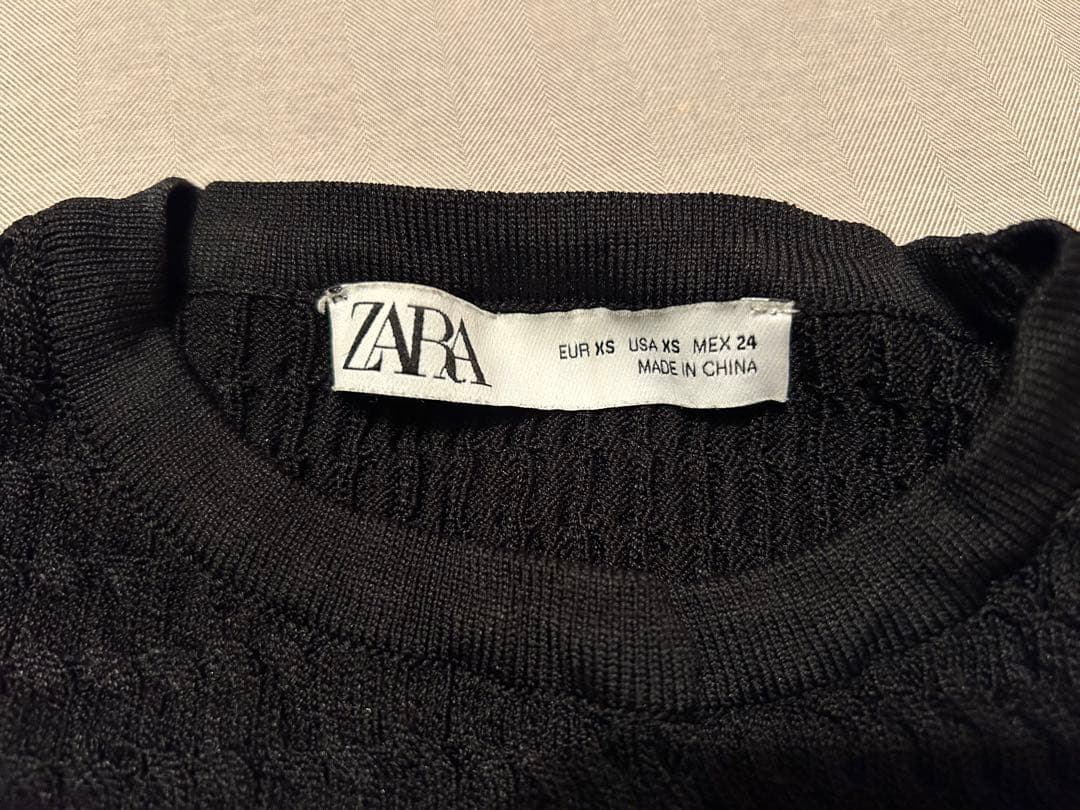 ZARA
EUR XS USA XS MEX 24
MADE IN CHINA